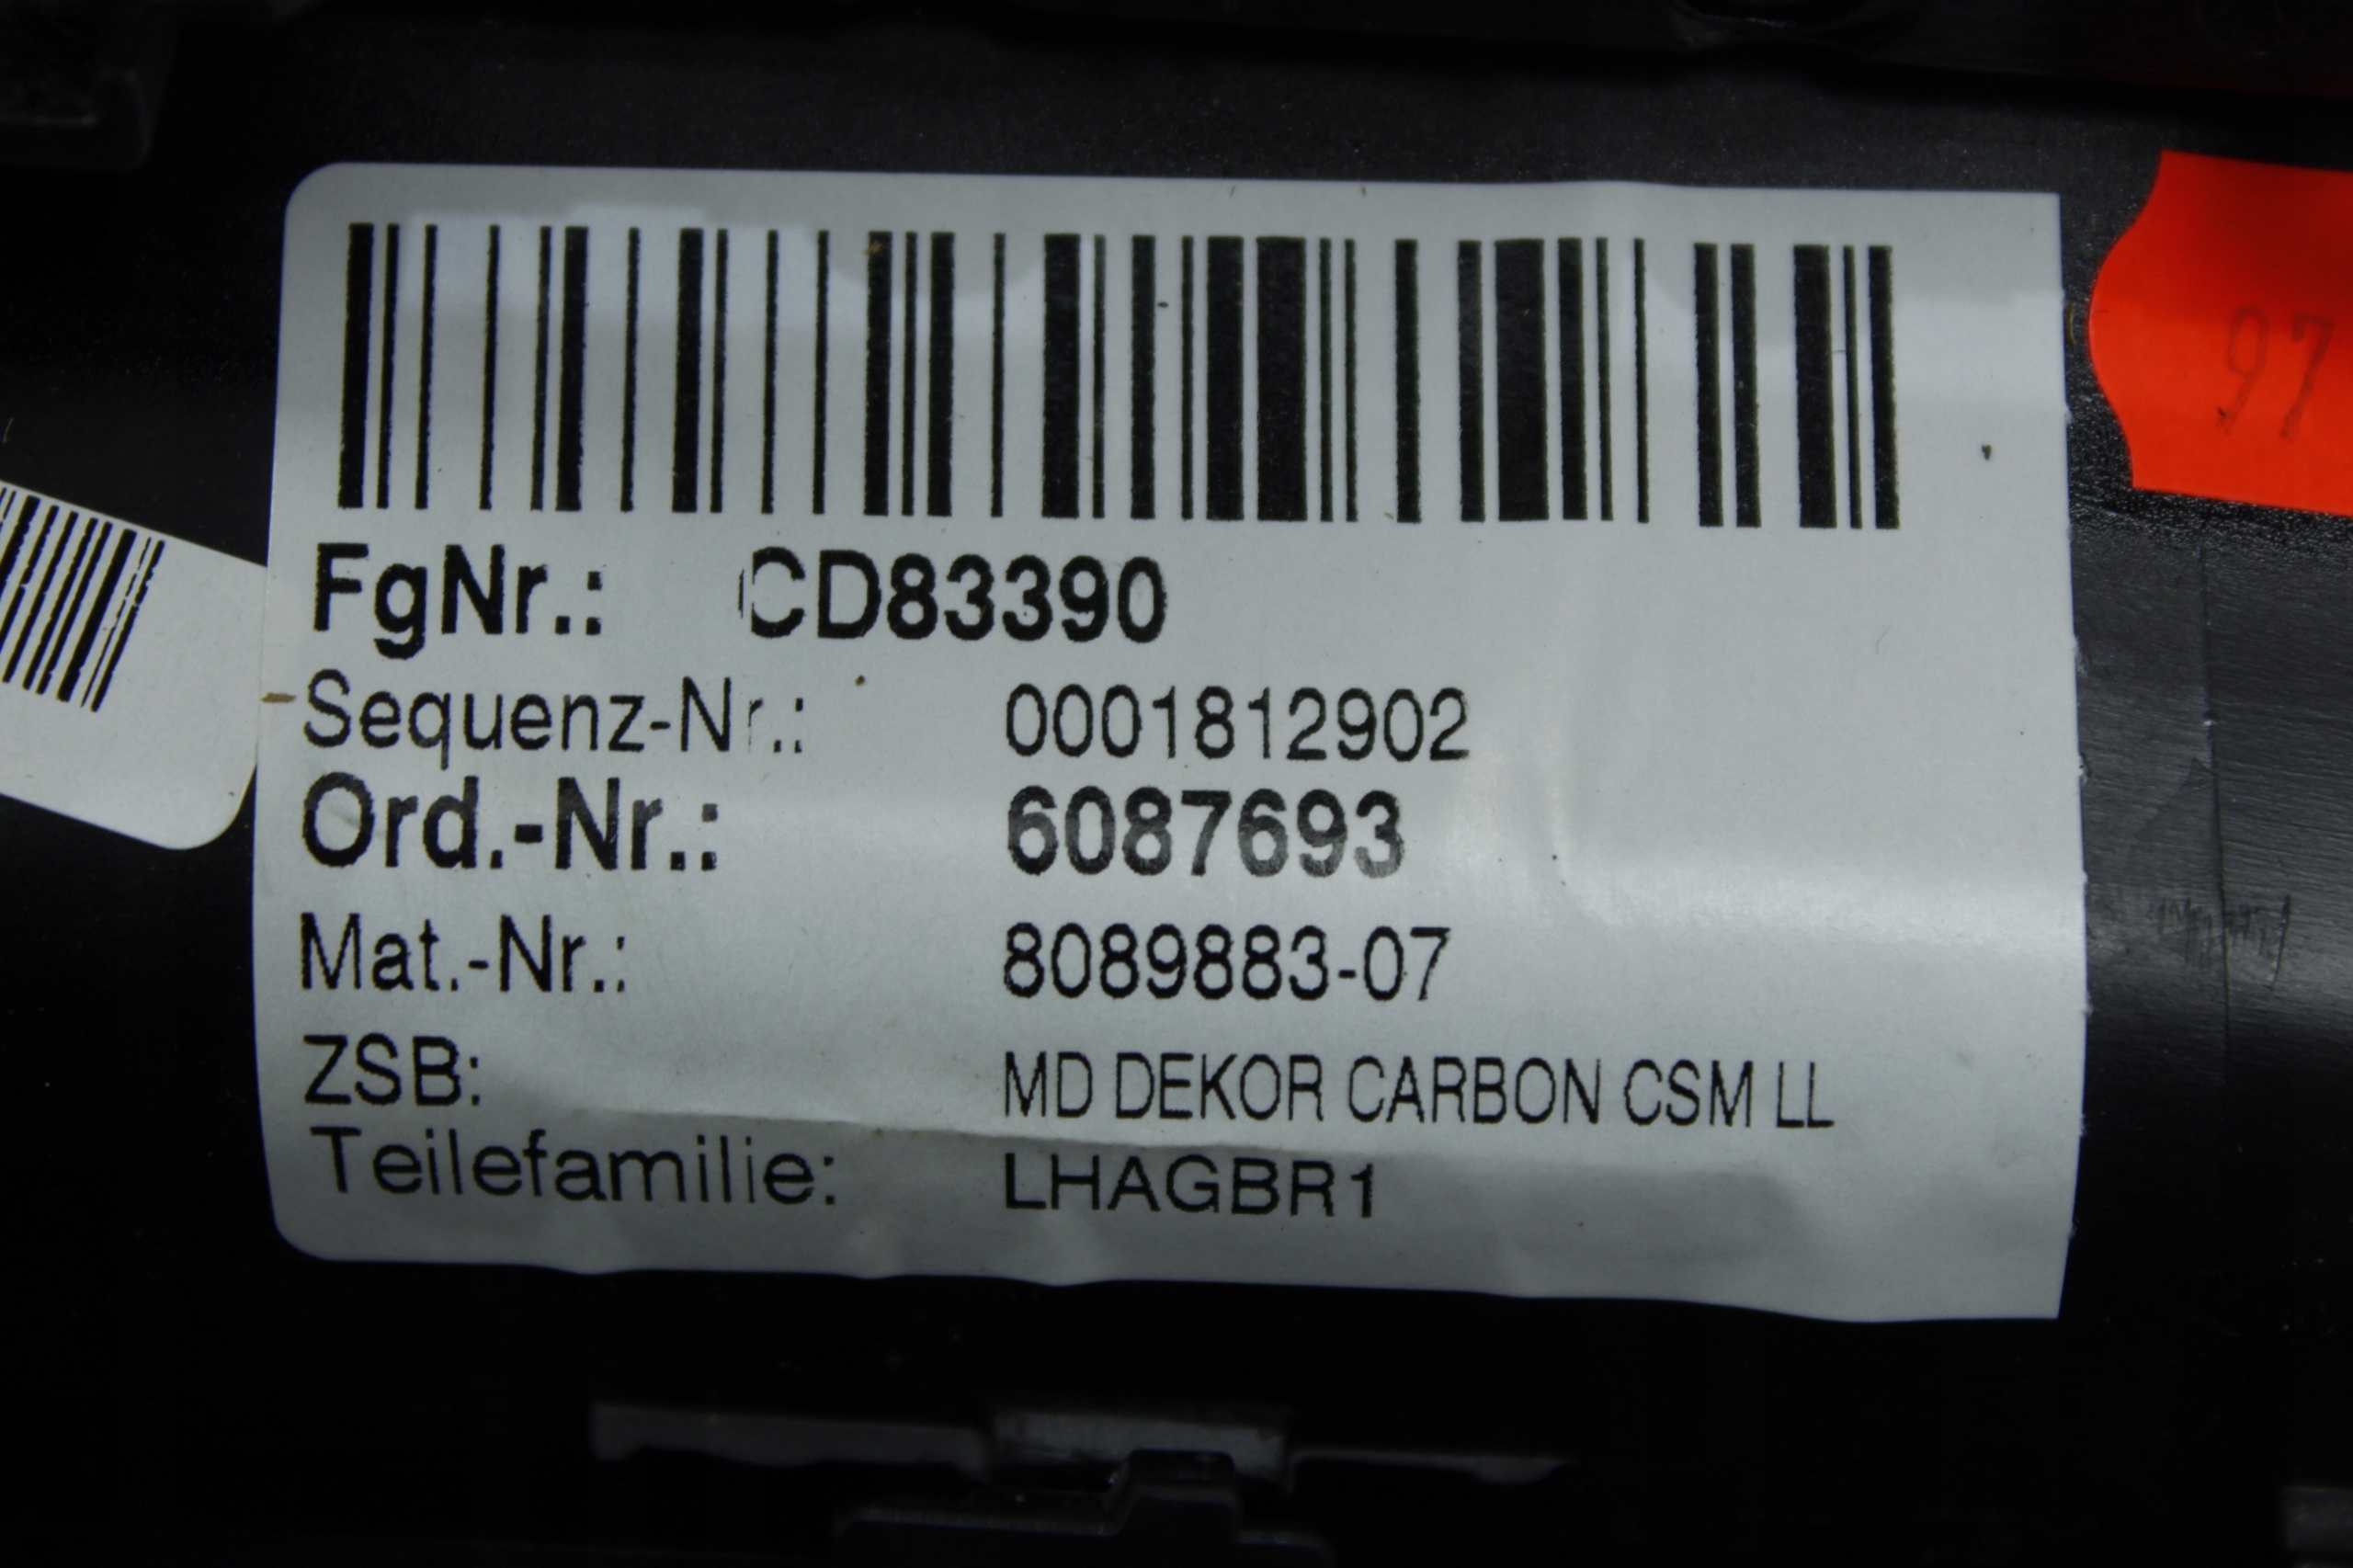 FgNr.: CD83390
Sequenz-Nr.: 0001812902
Ord.-Nr.: 6087693
Mat.-Nr.: 8089883-07
ZSB: MD DEKOR CARBON CSM LL
Teilefamilie: LHAGBR1
97